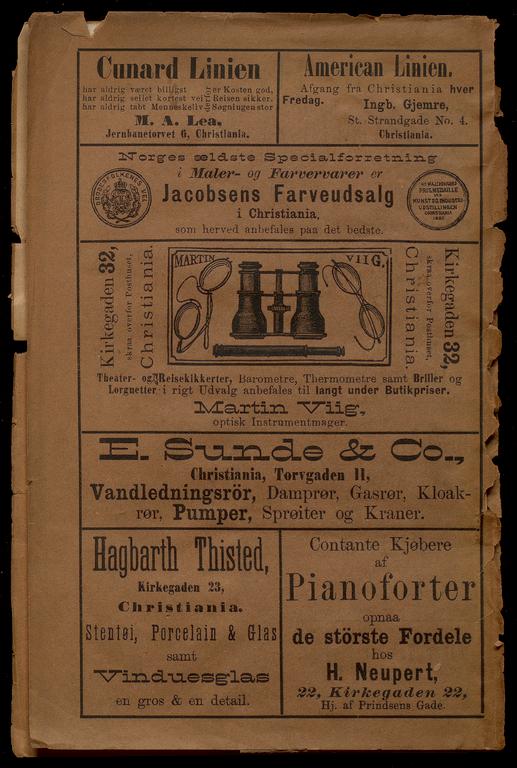 Cunard Linien
har aldrig været billigst
har aldrig seilet kortest vei
har aldrig tabt Menneskeliv
er Kosten god,
Reisen sikker.
Søgningen stor
M. A. Lea.
Jernbanetorvet 6, Christiania.
American Linien.
Afgang fra Christiania hver
Fredag. Ingb. Gjemre,
St. Strandgade No. 4.
Christiania.
Norges ældste Specialforretning
i Maler- og Farvervarer er
Jacobsens Farveudsalg
i Christiania,
som herved anbefales paa det bedste.
Kirkegaden 32,
skraa overfor Posthuset,
Christiania.
MARTIN VIIG.
Christiania.
skraa overfor Posthuset,
Kirkegaden 32,
Theater- og Reisekikkerter, Barometre, Thermometre samt Briller og
Lorgnetter i rigt Udvalg anbefales til langt under Butikpriser.
Martin Viig,
optisk Instrumentmager.
E. Sunde & Co.,
Christiania, Torvgaden 11,
Vandledningsrör, Damprør, Gasrør, Kloak-
rør, Pumper, Sprøiter og Kraner.
Hagbarth Thisted,
Kirkegaden 23,
Christiania.
Stentøi, Porcelain & Glas
samt
Vinduesglas
en gros & en detail.
Contante Kjøbere
af
Pianoforter
opnaa
de störste Fordele
hos
H. Neupert,
22, Kirkegaden 22,
Hj. af Prindsens Gade.